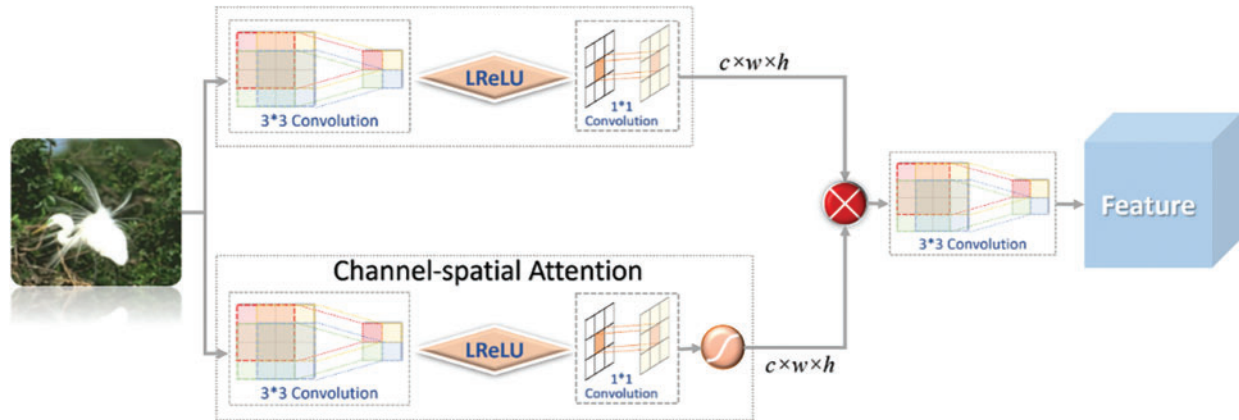 3*3 Convolution
LReLU
1*1
Convolution
c×w×h
Channel-spatial Attention
3*3 Convolution
LReLU
1*1
Convolution
c×w×h
3*3 Convolution
Feature